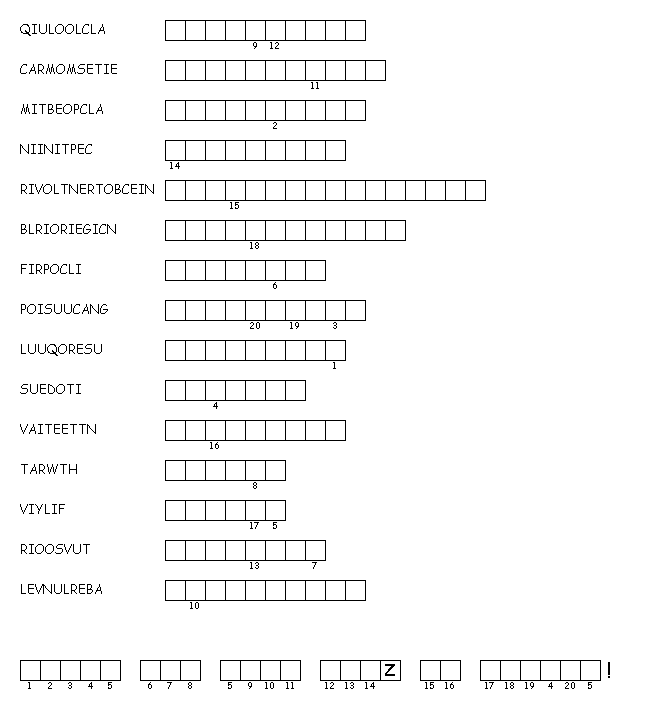 QIULOOLCLA
9 12
CARMOMSETIE
11
MITBEOPCLA
2
NIINITPEC
14
RIVOLTNERTOBCEIN
15
BLRIORIEGICN
18
FIRPOCLI
6
POISUUCANG
20 19 3
LUUQORESU
1
SUEDOTI
4
VAITEETTN
16
TARWTH
8
VIYLIF
17 5
RIOOSVUT
13 7
LEVNULREBA
10
Z !
1 2 3 4 5 6 7 8 5 9 10 11 12 13 14 15 16 17 18 19 4 20 5